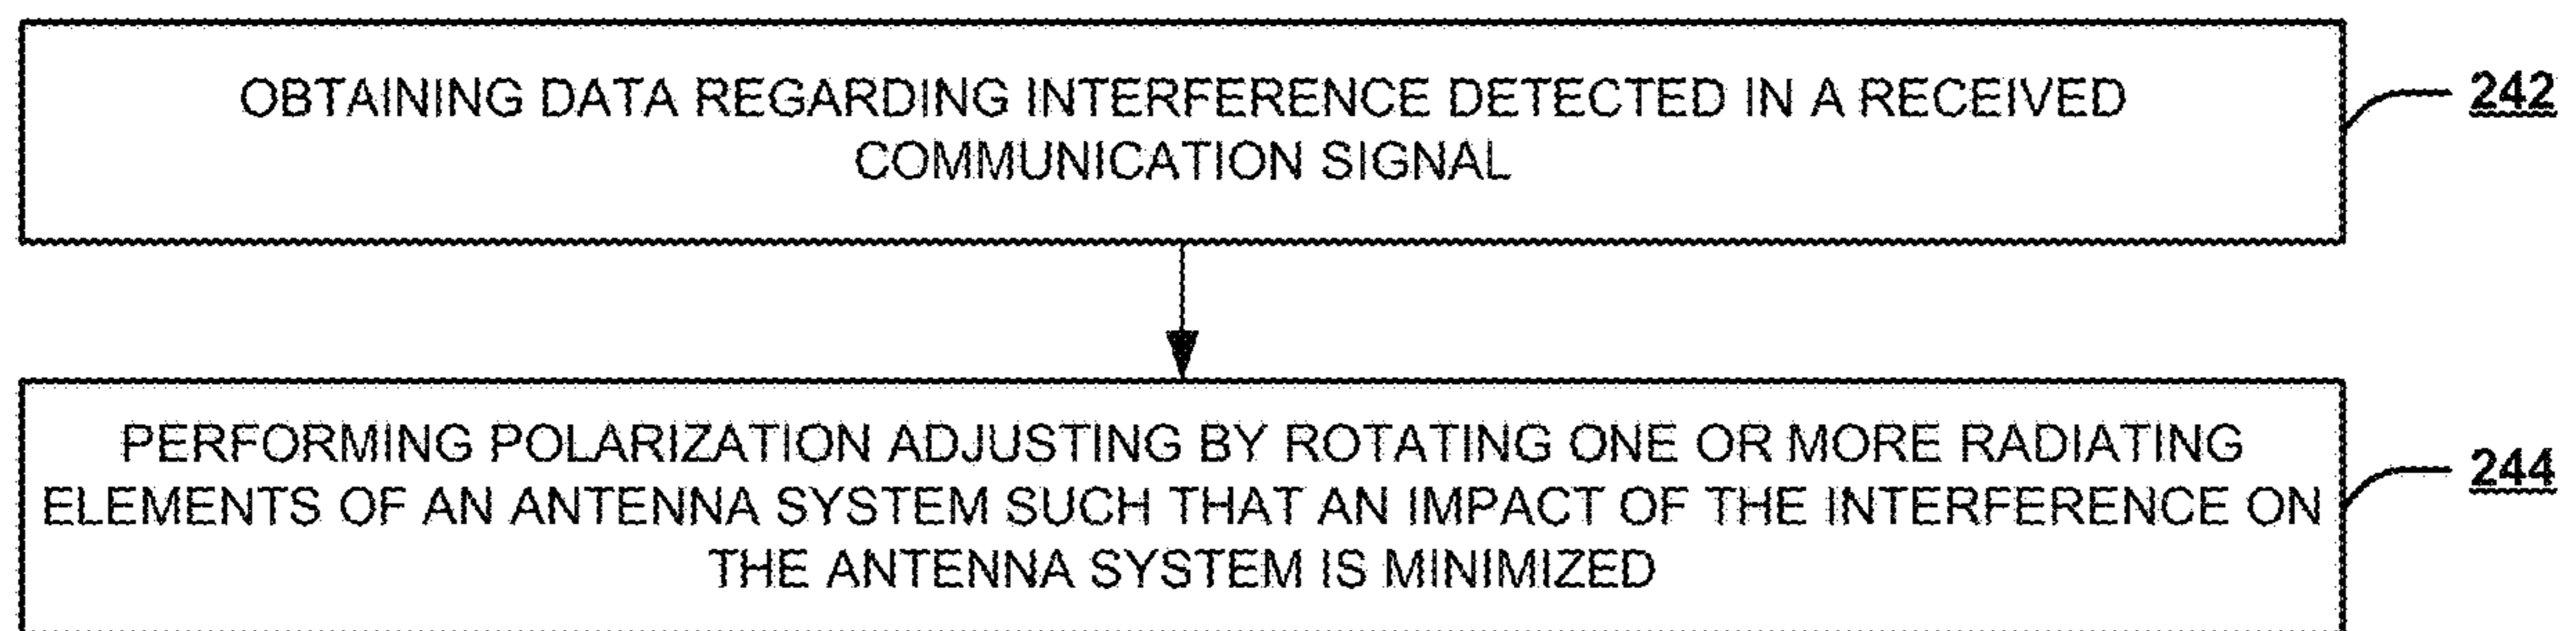 OBTAINING DATA REGARDING INTERFERENCE DETECTED IN A RECEIVED
COMMUNICATION SIGNAL
242
PERFORMING POLARIZATION ADJUSTING BY ROTATING ONE OR MORE RADIATING
ELEMENTS OF AN ANTENNA SYSTEM SUCH THAT AN IMPACT OF THE INTERFERENCE ON
THE ANTENNA SYSTEM IS MINIMIZED
244